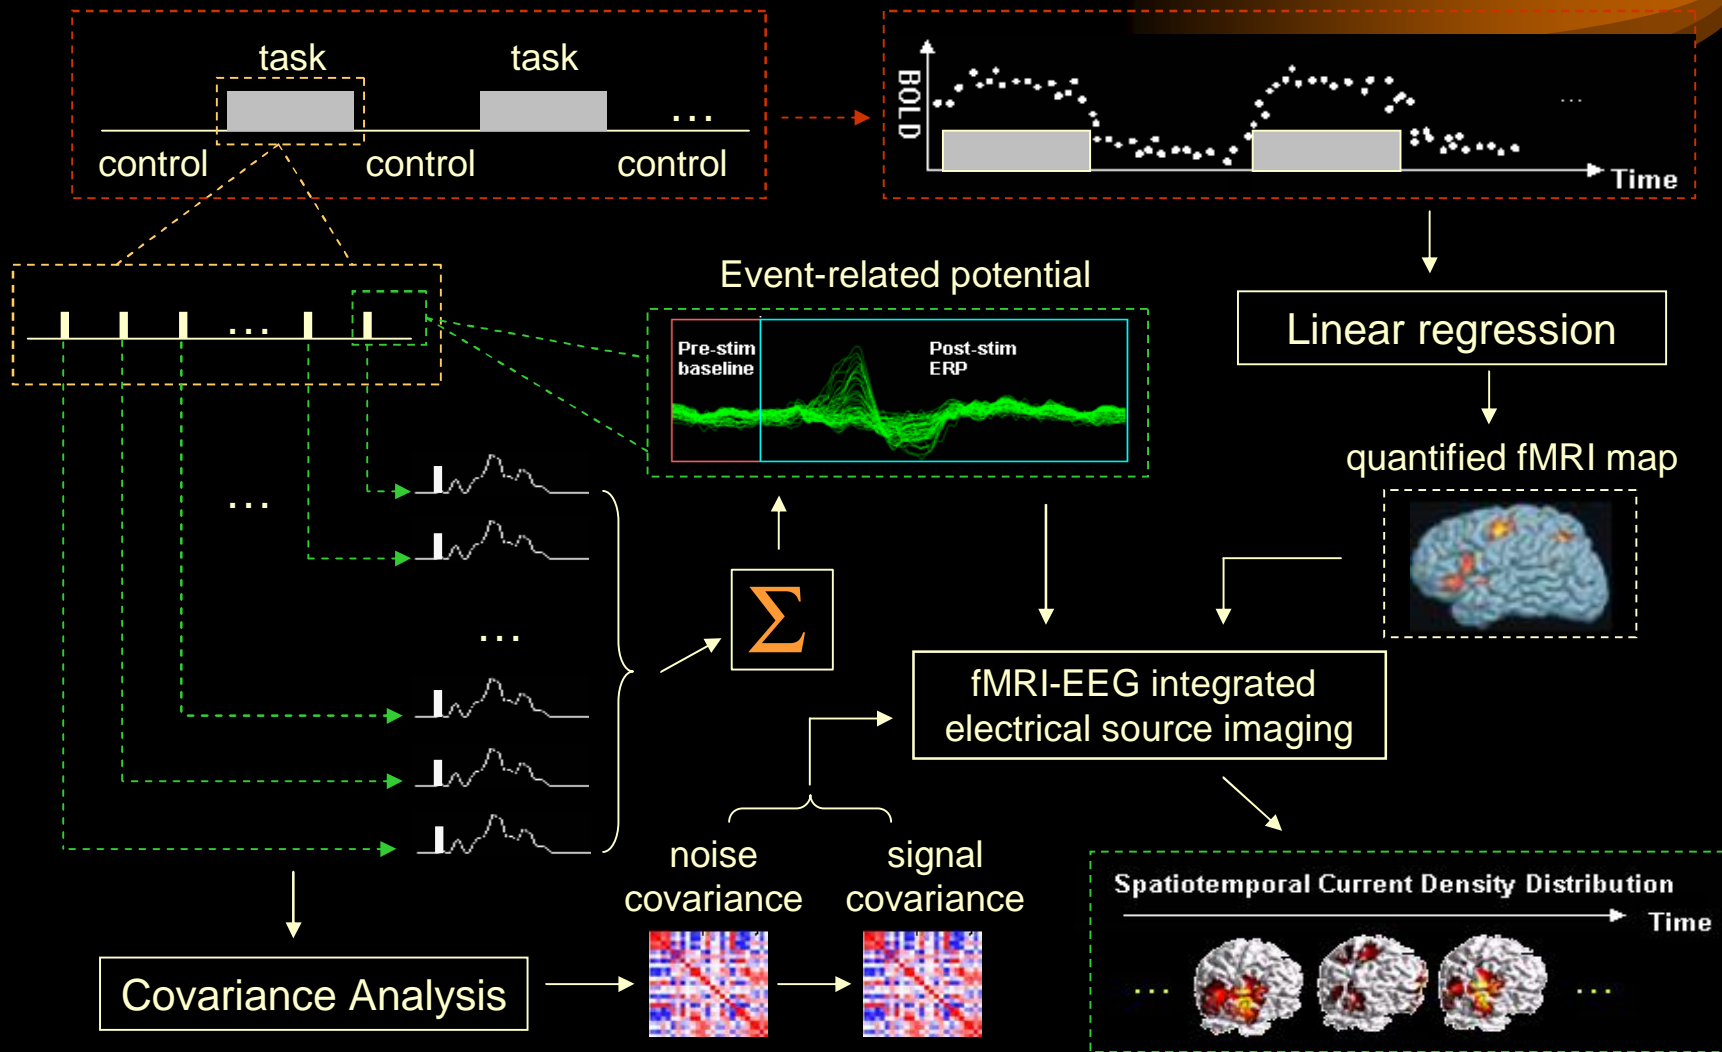 task
task
...
control
control
control
BOLD
...
Time
...
Event-related potential
Pre-stim
baseline
Post-stim
ERP
Linear regression
quantified fMRI map
...
...
Σ
fMRI-EEG integrated
electrical source imaging
noise
covariance
signal
covariance
Covariance Analysis
Spatiotemporal Current Density Distribution
Time
...
...